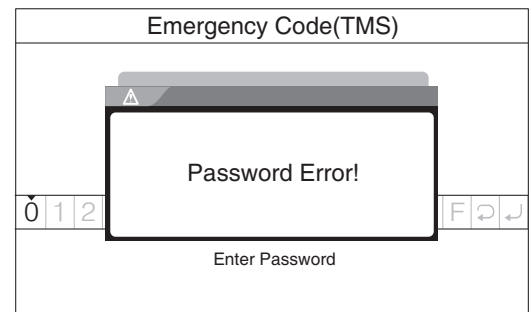 Emergency Code(TMS)
Password Error!
0 1 2 F
Enter Password